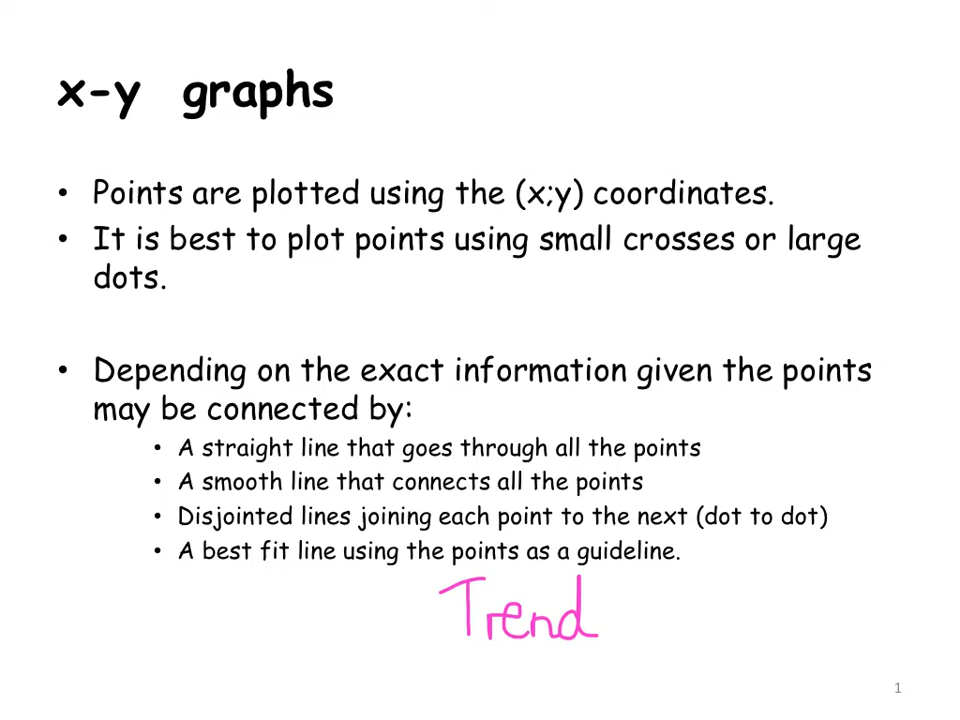 x-y graphs
• Points are plotted using the (x;y) coordinates.
• It is best to plot points using small crosses or large
dots.
• Depending on the exact information given the points
may be connected by:
• A straight line that goes through all the points
• A smooth line that connects all the points
• Disjointed lines joining each point to the next (dot to dot)
• A best fit line using the points as a guideline.
Trend
1